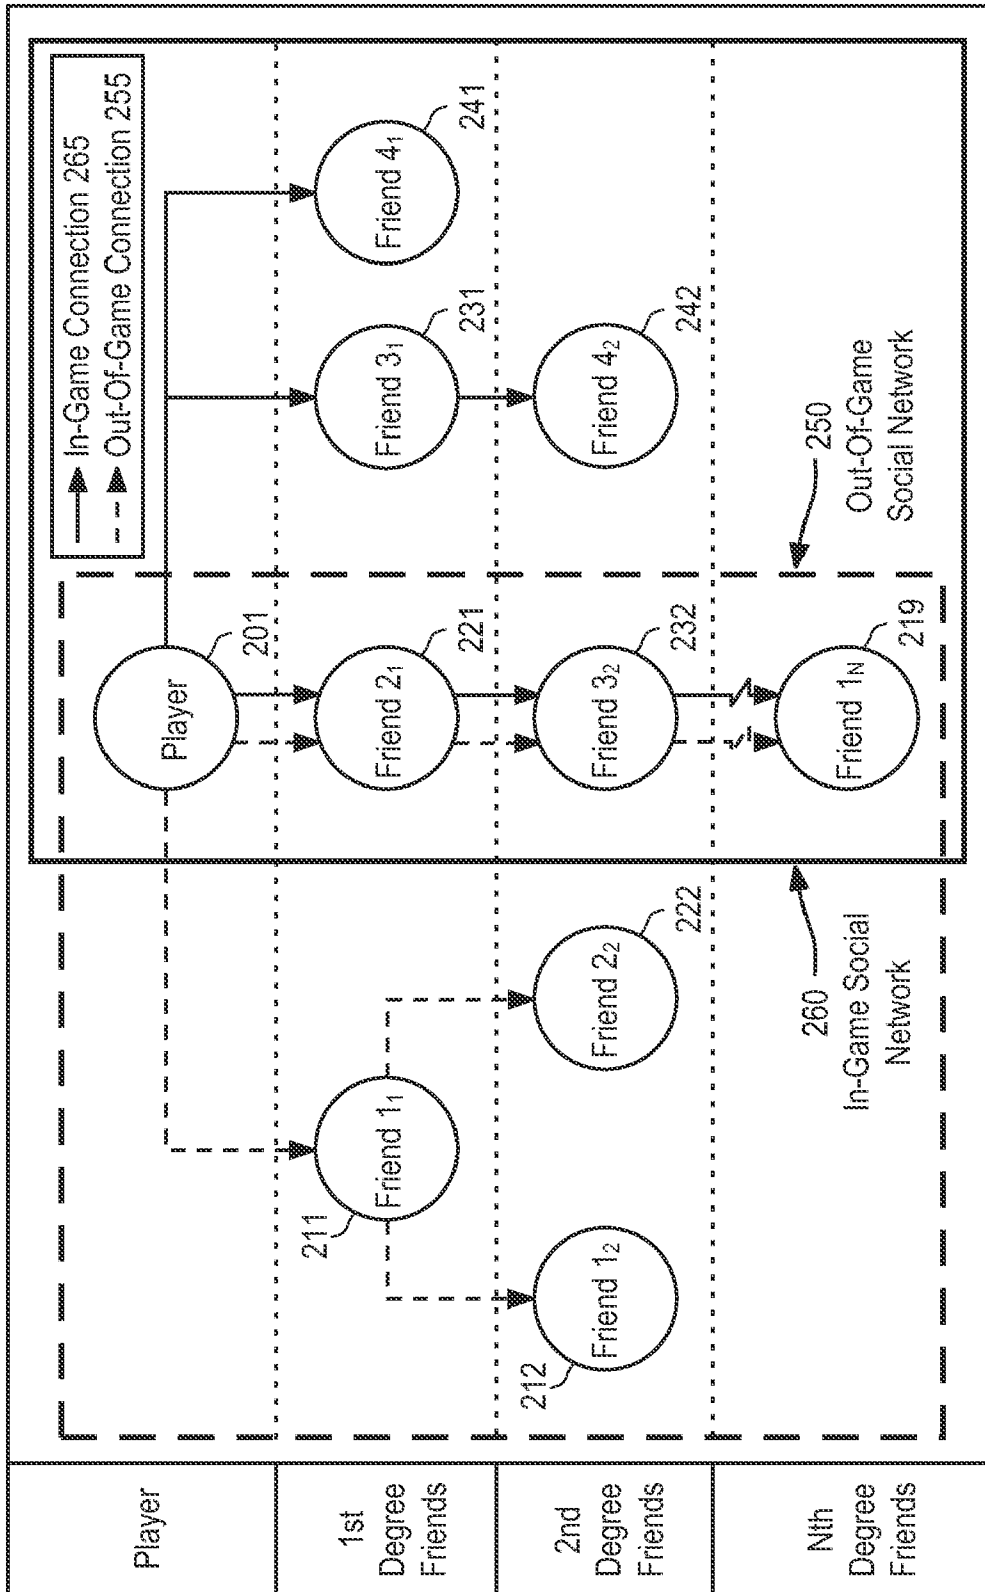 Player
1st
Degree
Friends
2nd
Degree
Friends
Nth
Degree
Friends
In-Game Connection 265
Out-Of-Game Connection 255
Player
201
211
Friend 1₁
Friend 2₁
221
Friend 3₁
231
Friend 4₁
241
212
Friend 1₂
Friend 2₂
222
Friend 3₂
232
Friend 4₂
242
260
In-Game Social
Network
Friend 1N
219
250
Out-Of-Game
Social Network